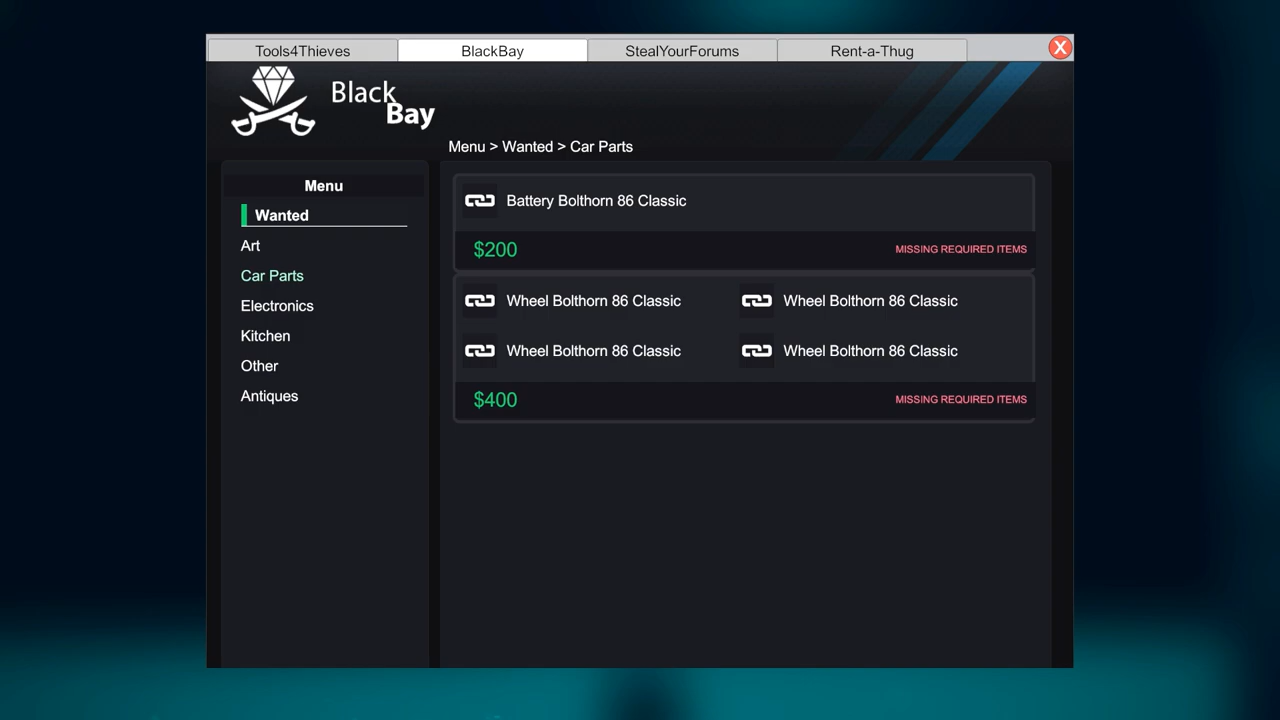 Tools4Thieves
BlackBay
StealYourForums
Rent-a-Thug
X
Black
Bay
Menu > Wanted > Car Parts
Menu
Wanted
Art
Car Parts
Electronics
Kitchen
Other
Antiques
Battery Bolthorn 86 Classic
$200
MISSING REQUIRED ITEMS
Wheel Bolthorn 86 Classic
Wheel Bolthorn 86 Classic
Wheel Bolthorn 86 Classic
Wheel Bolthorn 86 Classic
$400
MISSING REQUIRED ITEMS